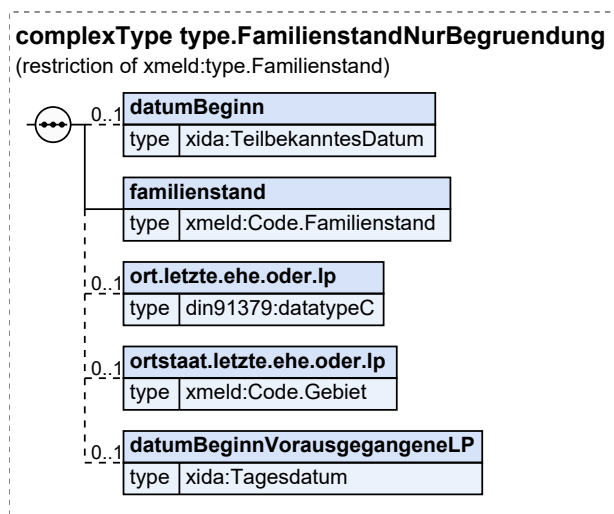 complexType type.FamilienstandNurBegruendung
(restriction of xmeld:type.Familienstand)
0..1 datumBeginn
type xida:TeilbekanntesDatum
familienstand
type xmeld:Code.Familienstand
0..1 ort.letzte.ehe.oder.lp
type din91379:datatypeC
0..1 ortstaat.letzte.ehe.oder.lp
type xmeld:Code.Gebiet
0..1 datumBeginnVorausgegangeneLP
type xida:Tagesdatum